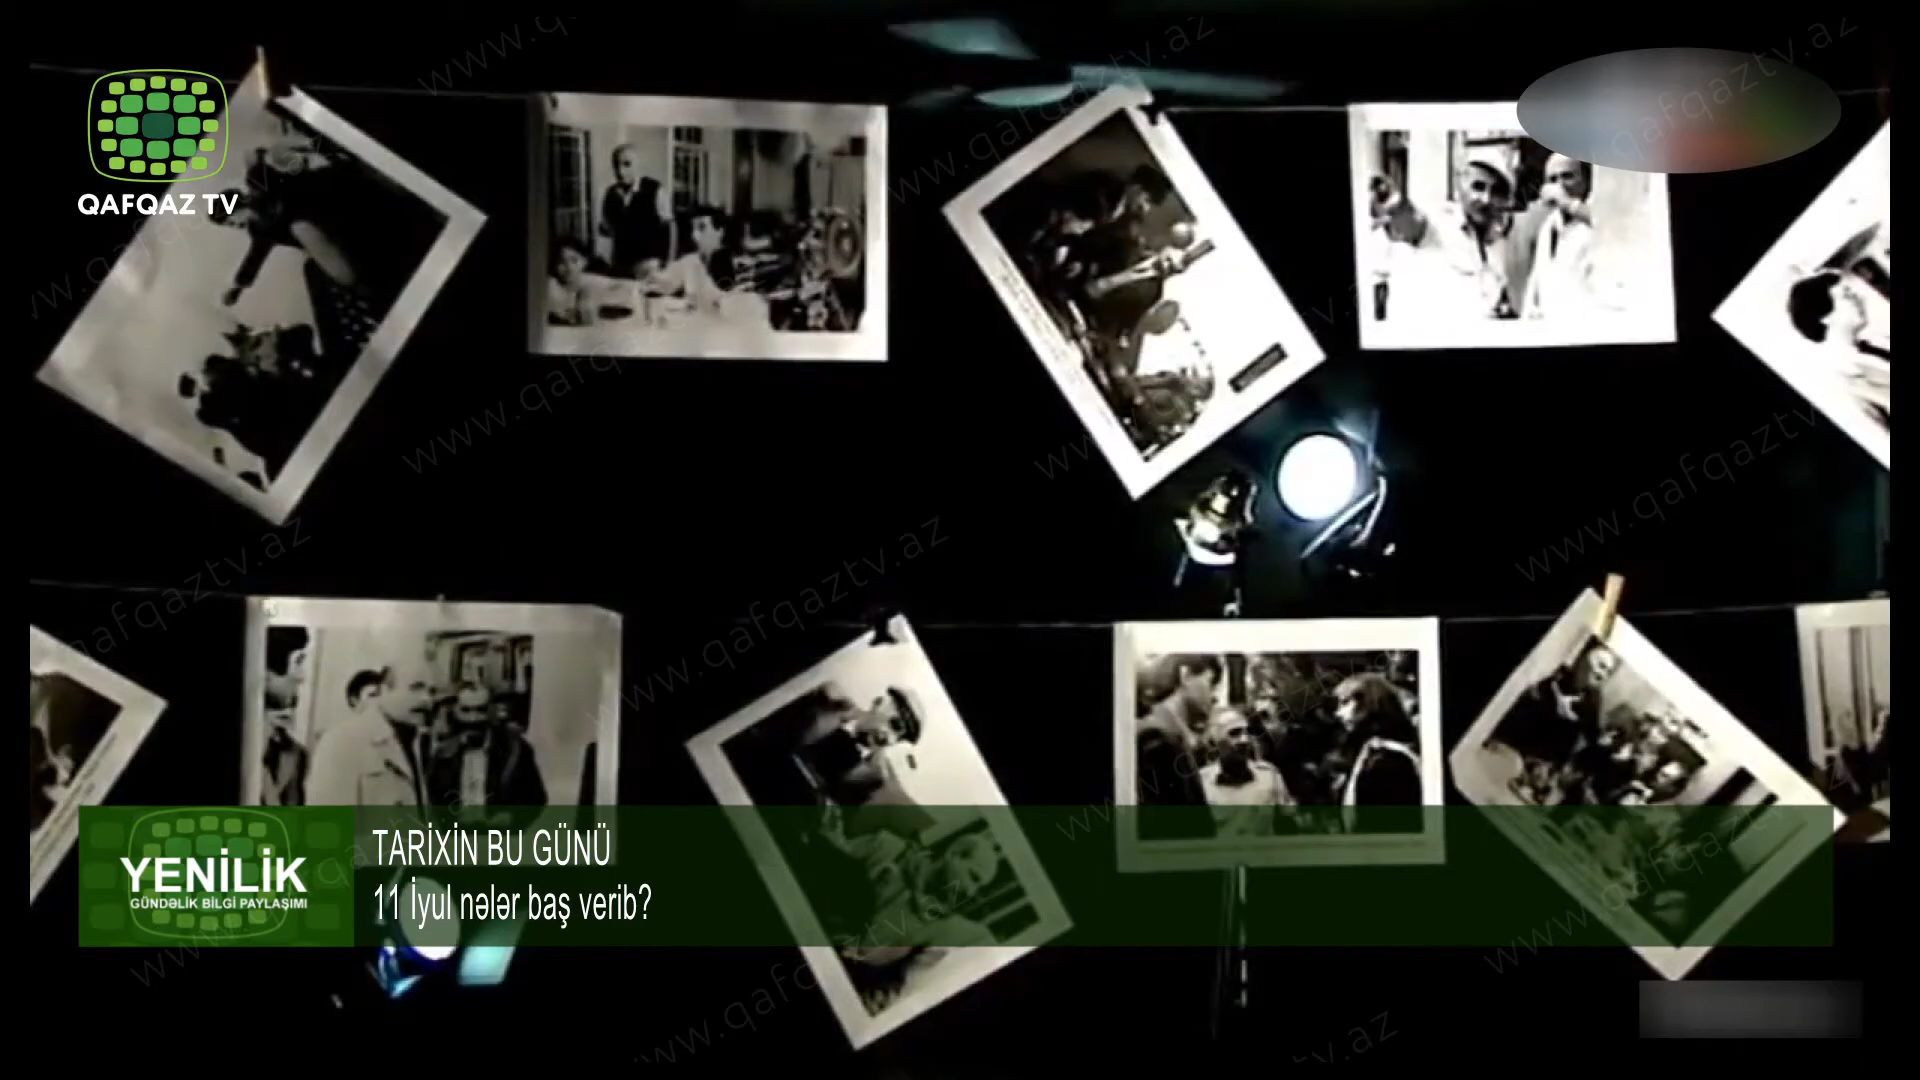 QAFQAZ TV
www.qafqaztv.az
YENİLİK
GÜNDƏLİK BİLGİ PAYLAŞIMI
TARİXİN BU GÜNÜ
11 İyul nələr baş verib?